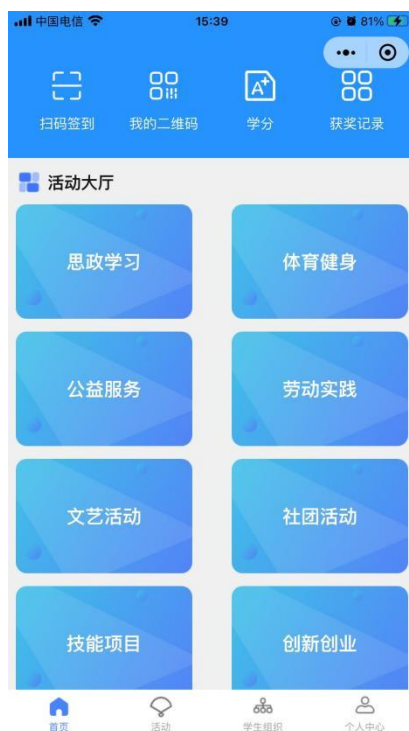 中国电信 15:39 81%
扫码签到 我的二维码 学分 获奖记录
活动大厅
思政学习 体育健身
公益服务 劳动实践
文艺活动 社团活动
技能项目 创新创业
首页 活动 学生组织 个人中心